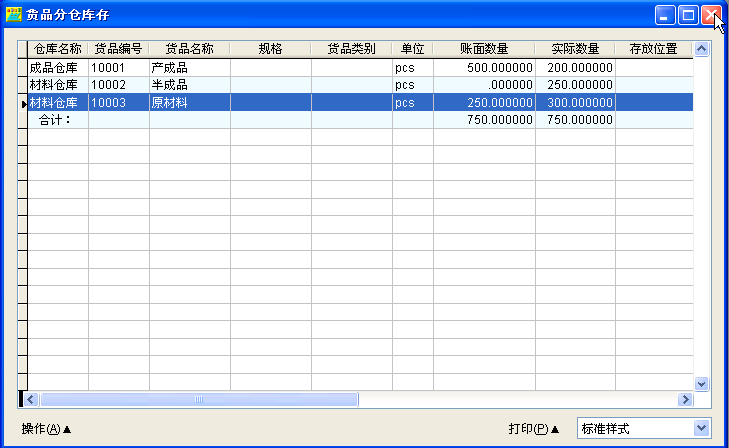 货品分仓库存
仓库名称 货品编号 货品名称 规格 货品类别 单位 账面数量 实际数量 存放位置
成品仓库 10001 产成品 pcs 500.000000 200.000000
材料仓库 10002 半成品 pcs .000000 250.000000
材料仓库 10003 原材料 pcs 250.000000 300.000000
合计： 750.000000 750.000000
操作(A)▲ 打印(P)▲ 标准样式